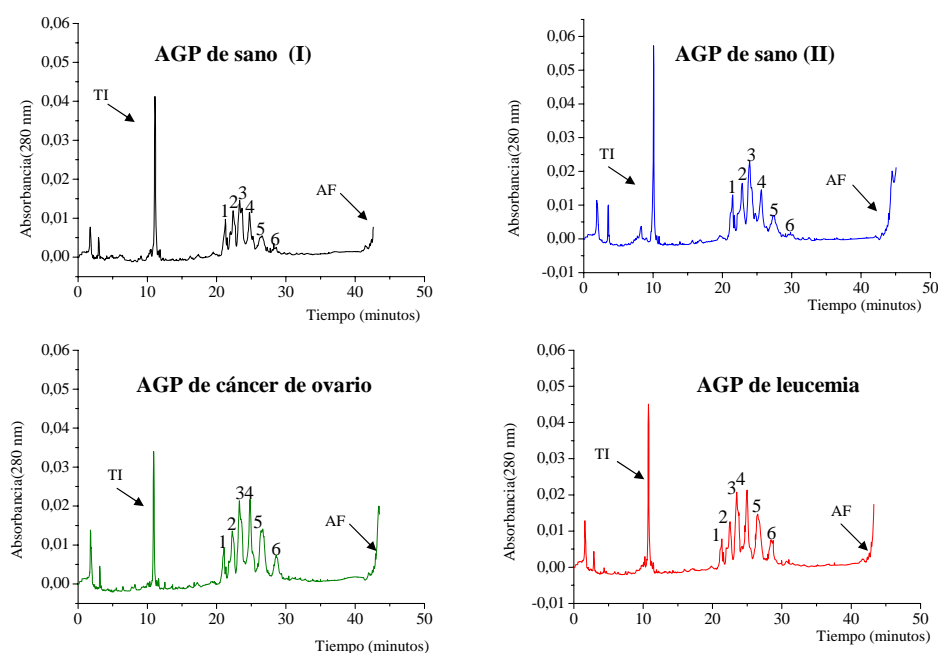 AGP de sano (I)
0,06
0,05
0,04
0,03
0,02
0,01
0,00
Absorbancia(280 nm)
TI
1 2 3 4 5 6
AF
0 10 20 30 40 50
Tiempo (minutos)
AGP de sano (II)
0,06
0,05
0,04
0,03
0,02
0,01
0,00
-0,01
Absorbancia(280 nm)
TI
1 2 3 4 5 6
AF
0 10 20 30 40 50
Tiempo (minutos)
AGP de cáncer de ovario
0,06
0,05
0,04
0,03
0,02
0,01
0,00
Absorbancia(280 nm)
TI
1 2 3 4 5 6
AF
0 10 20 30 40 50
Tiempo (minutos)
AGP de leucemia
0,06
0,05
0,04
0,03
0,02
0,01
0,00
-0,01
Absorbancia(280 nm)
TI
1 2 3 4 5 6
AF
0 10 20 30 40 50
Tiempo (minutos)